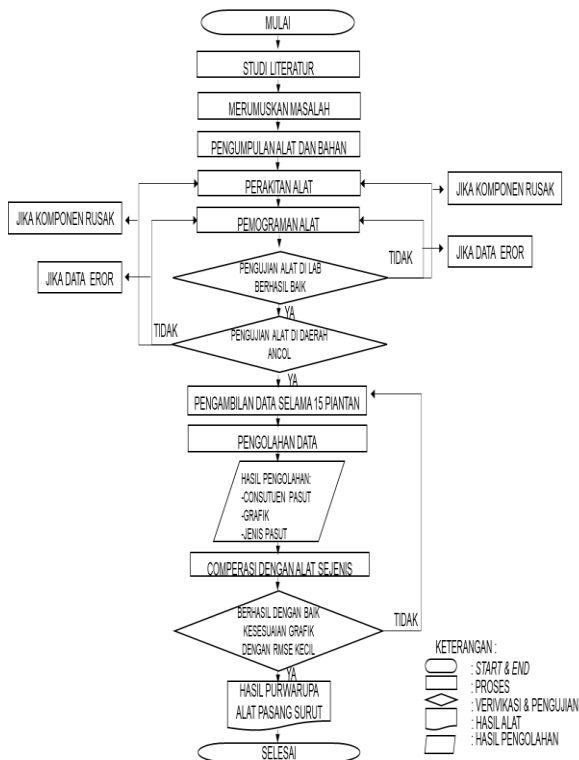 MULAI
STUDI LITERATUR
MERUMUSKAN MASALAH
PENGUMPULAN ALAT DAN BAHAN
PERAKITAN ALAT
JIKA KOMPONEN RUSAK
JIKA KOMPONEN RUSAK
PEMOGRAMAN ALAT
JIKA DATA EROR
JIKA DATA EROR
PENGUJIAN ALAT DI LAB
BERHASIL BAIK
TIDAK
YA
PENGUJIAN ALAT DI DAERAH
ANCOL
TIDAK
YA
PENGAMBILAN DATA SELAMA 15 PIANTAN
PENGOLAHAN DATA
HASIL PENGOLAHAN:
-CONSUTUEN PASUT
-GRAFIK
-JENIS PASUT
COMPERASI DENGAN ALAT SEJENIS
BERHASIL DENGAN BAIK
KESESUAIAN GRAFIK
DENGAN RMSE KECIL
TIDAK
YA
HASIL PURWARUPA
ALAT PASANG SURUT
SELESAI
KETERANGAN :
: START & END
: PROSES
: VERIVIKASI & PENGUJIAN
: HASIL ALAT
: HASIL PENGOLAHAN